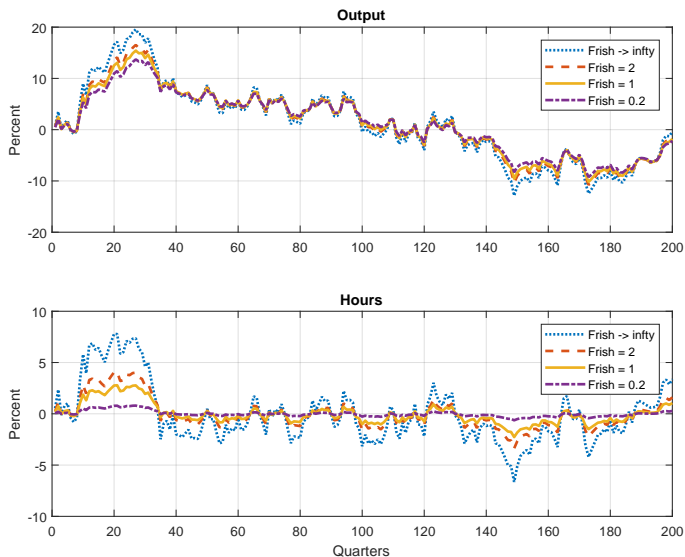 Output
20
10
0
-10
-20
Percent
Frish -> infty
Frish = 2
Frish = 1
Frish = 0.2
0 20 40 60 80 100 120 140 160 180 200
Hours
10
5
0
-5
-10
Percent
Frish -> infty
Frish = 2
Frish = 1
Frish = 0.2
0 20 40 60 80 100 120 140 160 180 200
Quarters